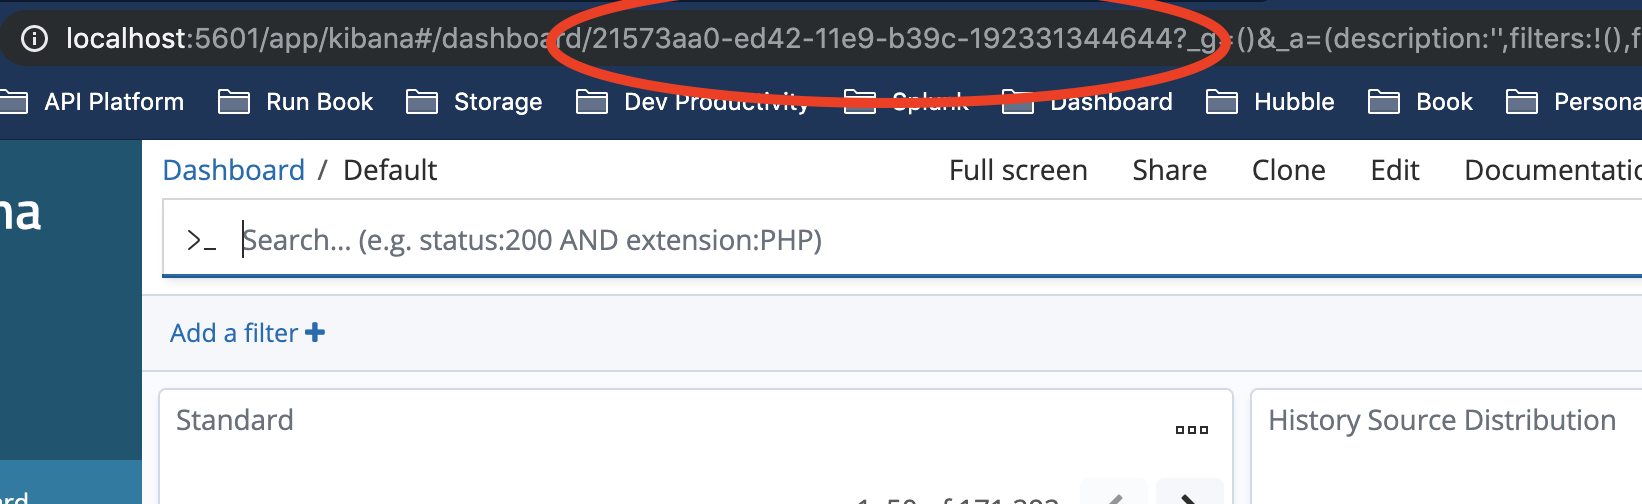 localhost:5601/app/kibana#/dashboard/21573aa0-ed42-11e9-b39c-192331344644?_g=()&_a=(description:'',filters:!(),f
API Platform Run Book Storage Dev Productivity Splunk Dashboard Hubble Book Persona
na
Dashboard / Default Full screen Share Clone Edit Documentatio
>_ Search... (e.g. status:200 AND extension:PHP)
Add a filter +
Standard
History Source Distribution
rd